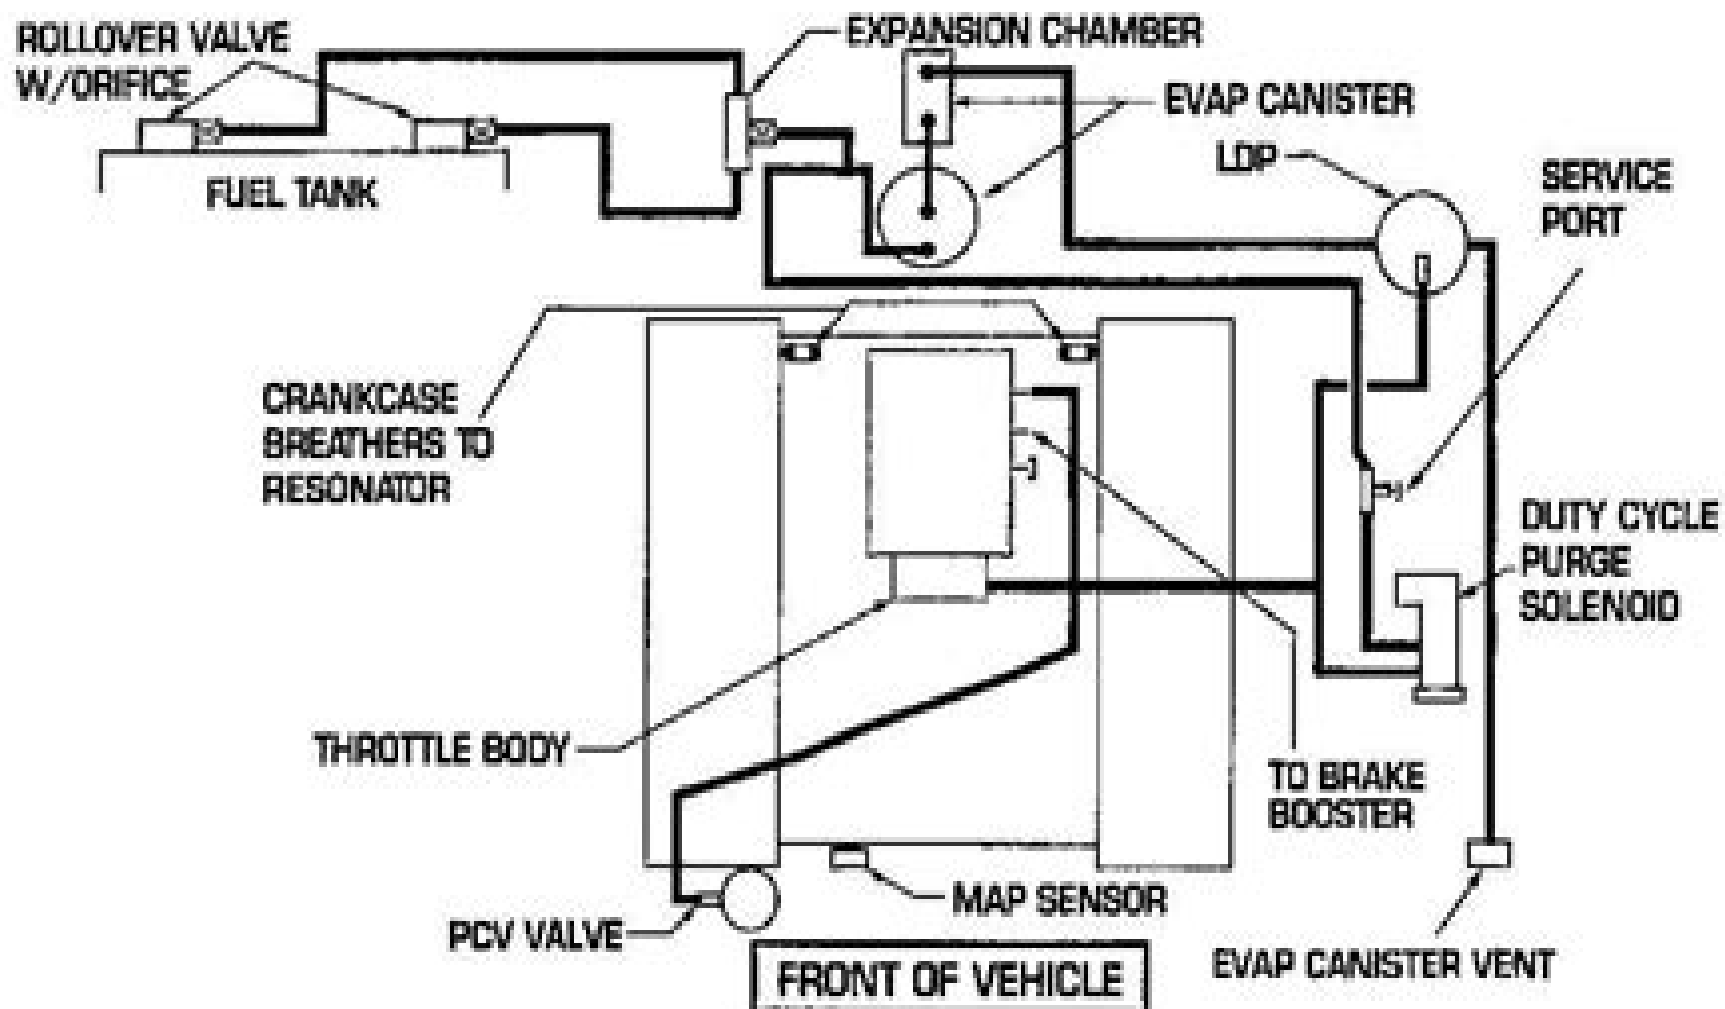 ROLLOVER VALVE
W/ORIFICE
EXPANSION CHAMBER
EVAP CANISTER
LDP
SERVICE
PORT
FUEL TANK
CRANKCASE
BREATHERS TO
RESONATOR
DUTY CYCLE
PURGE
SOLENOID
THROTTLE BODY
TO BRAKE
BOOSTER
MAP SENSOR
PCV VALVE
EVAP CANISTER VENT
FRONT OF VEHICLE